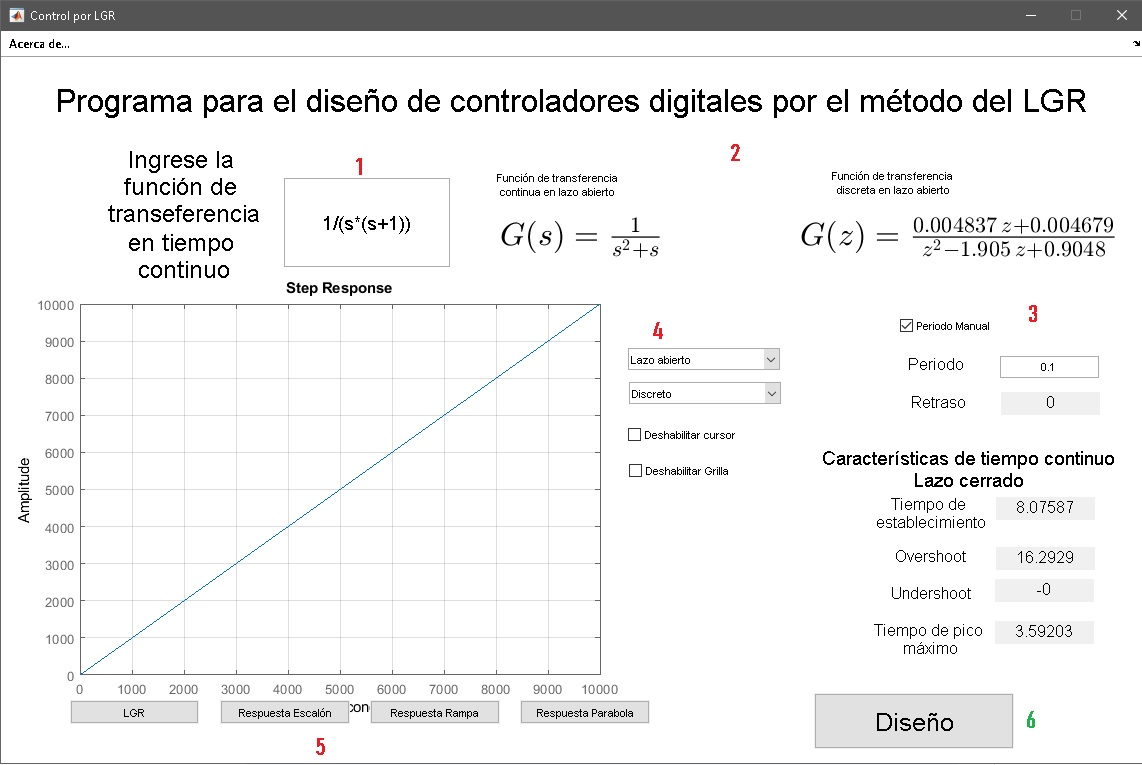 Control por LGR
Acerca de...
Programa para el diseño de controladores digitales por el método del LGR
Ingrese la
función de
transeferencia
en tiempo
continuo
1
1/(s*(s+1))
2
Función de transferencia
continua en lazo abierto
G(s) = 1/(s²+s)
Función de transferencia
discreta en lazo abierto
G(z) = (0.004837 z+0.004679)/(z²−1.905 z+0.9048)
Step Response
10000
9000
8000
7000
6000
5000
4000
3000
2000
1000
0
Amplitude
0 1000 2000 3000 4000 5000 6000 7000 8000 9000 10000
4
Lazo abierto
Discreto
Deshabilitar cursor
Deshabilitar Grilla
3
Periodo Manual
Periodo 0.1
Retraso 0
Características de tiempo continuo
Lazo cerrado
Tiempo de
establecimiento
8.07587
Overshoot 16.2929
Undershoot -0
Tiempo de pico
máximo
3.59203
LGR
Respuesta Escalón
Respuesta Rampa
Respuesta Parabola
5
Diseño
6